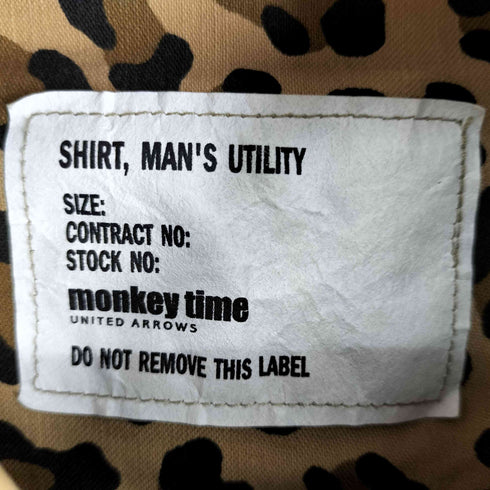 SHIRT, MAN'S UTILITY
SIZE:
CONTRACT NO:
STOCK NO:
monkey time
UNITED ARROWS
DO NOT REMOVE THIS LABEL